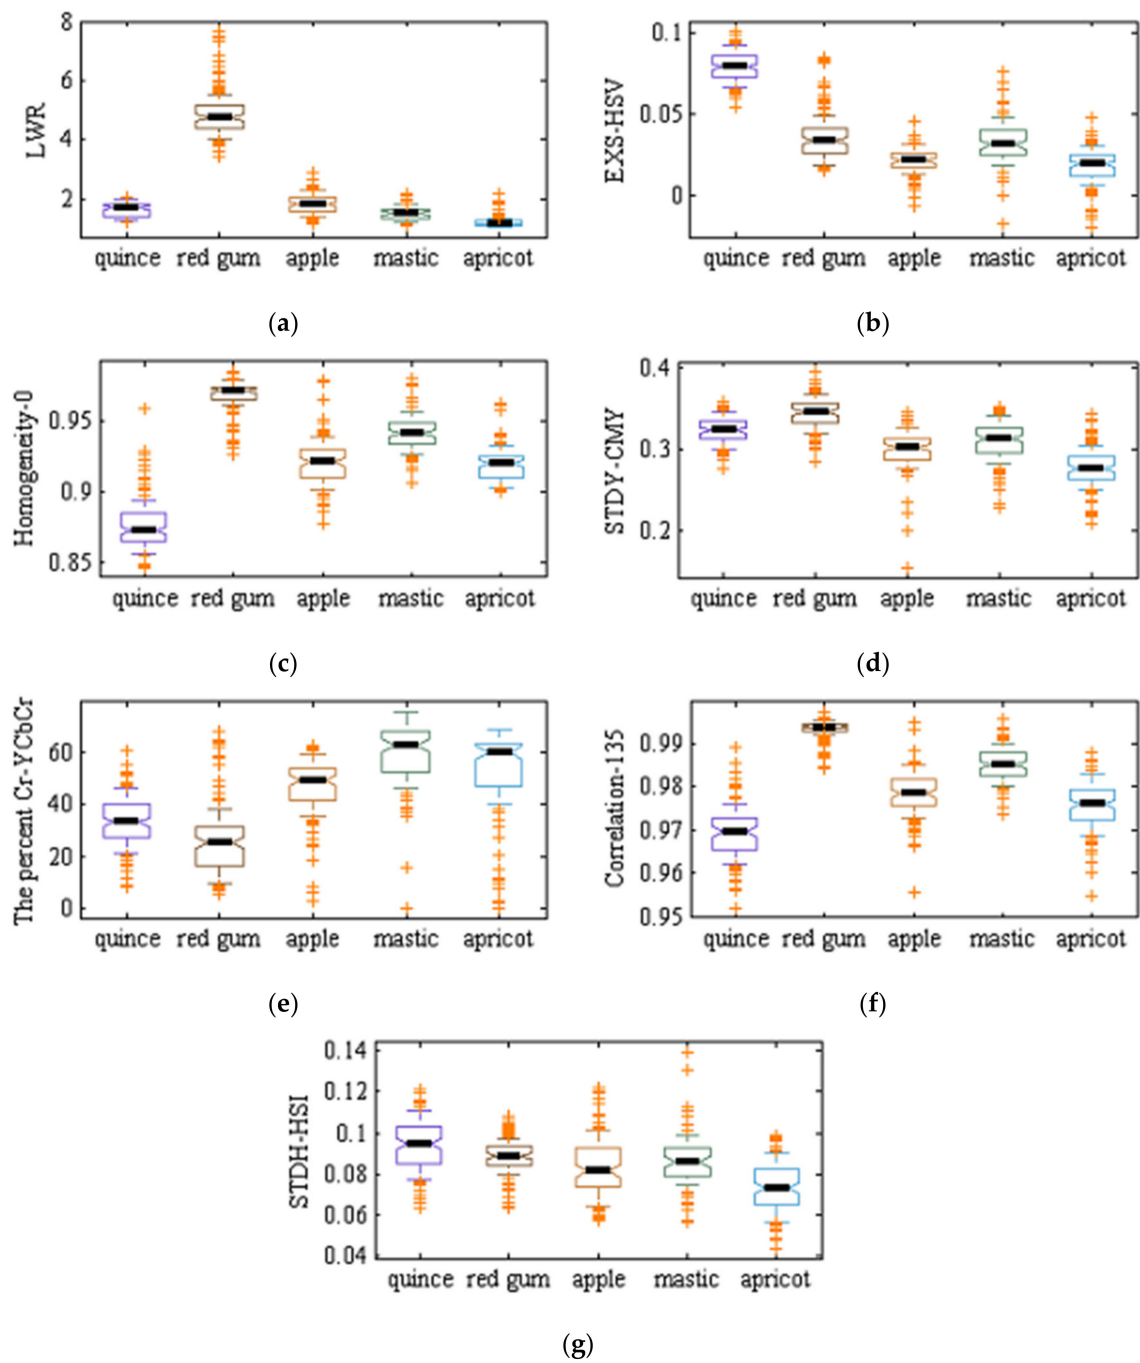 LWR
8
6
4
2
quince red gum apple mastic apricot
(a)
EXS-HSV
0.1
0.05
0
quince red gum apple mastic apricot
(b)
Homogeneity-0
0.95
0.9
0.85
quince red gum apple mastic apricot
(c)
STDY-CMY
0.4
0.3
0.2
quince red gum apple mastic apricot
(d)
The percent Cr-YCbCr
60
40
20
0
quince red gum apple mastic apricot
(e)
Correlation-135
0.99
0.98
0.97
0.96
0.95
quince red gum apple mastic apricot
(f)
STDH-HSI
0.14
0.12
0.1
0.08
0.06
0.04
quince red gum apple mastic apricot
(g)